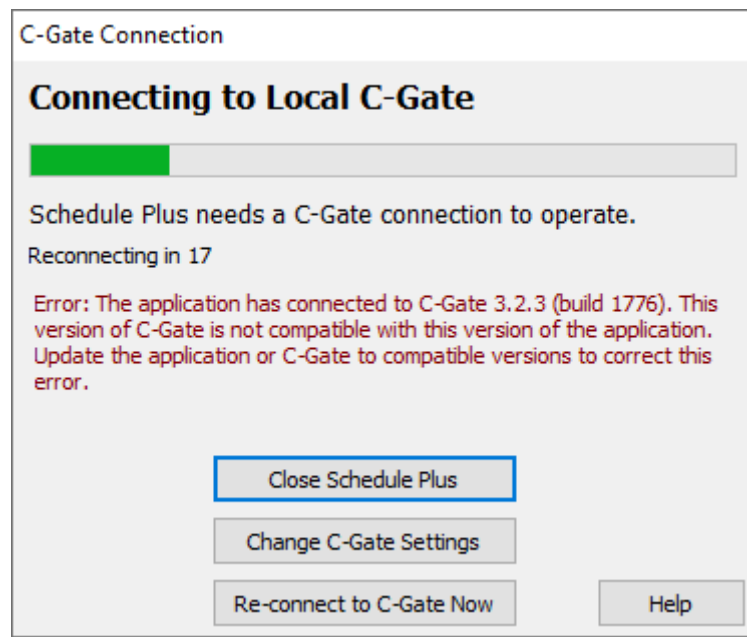 C-Gate Connection
Connecting to Local C-Gate
Schedule Plus needs a C-Gate connection to operate.
Reconnecting in 17
Error: The application has connected to C-Gate 3.2.3 (build 1776). This
version of C-Gate is not compatible with this version of the application.
Update the application or C-Gate to compatible versions to correct this
error.
Close Schedule Plus
Change C-Gate Settings
Re-connect to C-Gate Now
Help